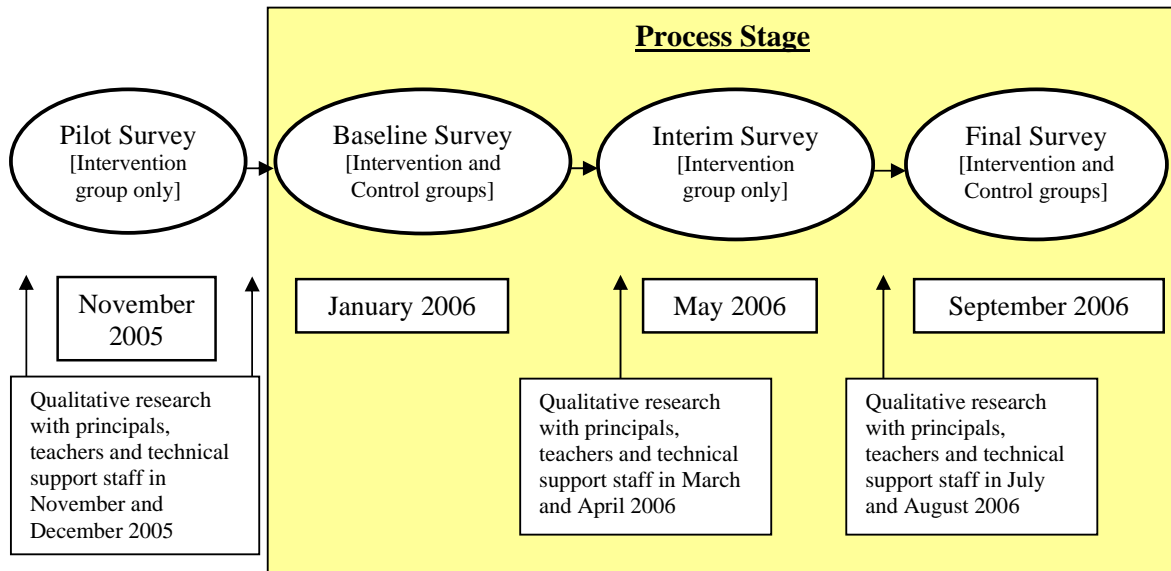 Process Stage
Pilot Survey
[Intervention
group only]
Baseline Survey
[Intervention and
Control groups]
Interim Survey
[Intervention
group only]
Final Survey
[Intervention and
Control groups]
November
2005
January 2006
May 2006
September 2006
Qualitative research
with principals,
teachers and technical
support staff in
November and
December 2005
Qualitative research
with principals,
teachers and technical
support staff in March
and April 2006
Qualitative research
with principals,
teachers and technical
support staff in July
and August 2006